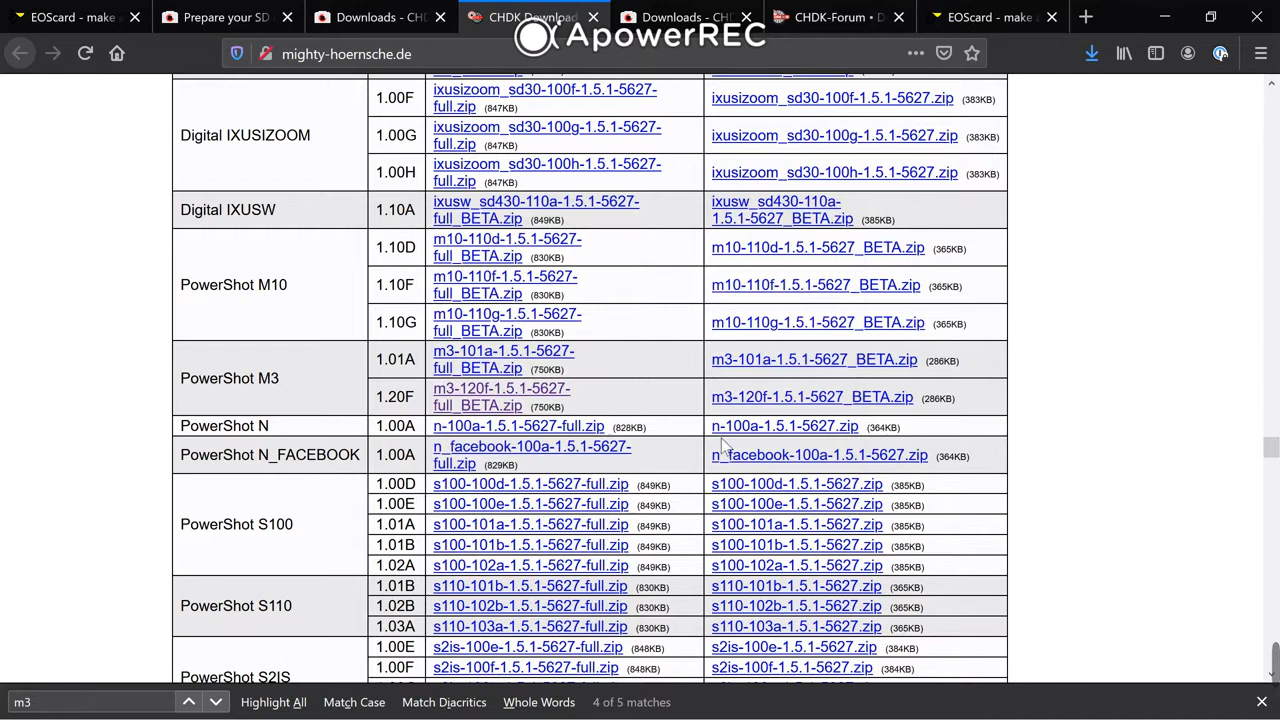 EOScard - make a
Prepare your SD
Downloads - CHDK
CHDK Download
Downloads - CHD
CHDK-Forum • D
EOScard - make a
ApowerREC
mighty-hoernsche.de
Digital IXUSIZOOM
1.00F
ixusizoom_sd30-100f-1.5.1-5627-
full.zip (847KB)
ixusizoom_sd30-100f-1.5.1-5627.zip (383KB)
1.00G
ixusizoom_sd30-100g-1.5.1-5627-
full.zip (847KB)
ixusizoom_sd30-100g-1.5.1-5627.zip (383KB)
1.00H
ixusizoom_sd30-100h-1.5.1-5627-
full.zip (847KB)
ixusizoom_sd30-100h-1.5.1-5627.zip (383KB)
Digital IXUSW
1.10A
ixusw_sd430-110a-1.5.1-5627-
full_BETA.zip (849KB)
ixusw_sd430-110a-
1.5.1-5627_BETA.zip (385KB)
PowerShot M10
1.10D
m10-110d-1.5.1-5627-
full_BETA.zip (830KB)
m10-110d-1.5.1-5627_BETA.zip (365KB)
1.10F
m10-110f-1.5.1-5627-
full_BETA.zip (830KB)
m10-110f-1.5.1-5627_BETA.zip (365KB)
1.10G
m10-110g-1.5.1-5627-
full_BETA.zip (830KB)
m10-110g-1.5.1-5627_BETA.zip (365KB)
PowerShot M3
1.01A
m3-101a-1.5.1-5627-
full_BETA.zip (750KB)
m3-101a-1.5.1-5627_BETA.zip (286KB)
1.20F
m3-120f-1.5.1-5627-
full_BETA.zip (750KB)
m3-120f-1.5.1-5627_BETA.zip (286KB)
PowerShot N
1.00A
n-100a-1.5.1-5627-full.zip (828KB)
n-100a-1.5.1-5627.zip (364KB)
PowerShot N_FACEBOOK
1.00A
n_facebook-100a-1.5.1-5627-
full.zip (829KB)
n_facebook-100a-1.5.1-5627.zip (364KB)
PowerShot S100
1.00D
s100-100d-1.5.1-5627-full.zip (849KB)
s100-100d-1.5.1-5627.zip (385KB)
1.00E
s100-100e-1.5.1-5627-full.zip (849KB)
s100-100e-1.5.1-5627.zip (385KB)
1.01A
s100-101a-1.5.1-5627-full.zip (849KB)
s100-101a-1.5.1-5627.zip (385KB)
1.01B
s100-101b-1.5.1-5627-full.zip (849KB)
s100-101b-1.5.1-5627.zip (385KB)
1.02A
s100-102a-1.5.1-5627-full.zip (849KB)
s100-102a-1.5.1-5627.zip (385KB)
PowerShot S110
1.01B
s110-101b-1.5.1-5627-full.zip (830KB)
s110-101b-1.5.1-5627.zip (365KB)
1.02B
s110-102b-1.5.1-5627-full.zip (830KB)
s110-102b-1.5.1-5627.zip (365KB)
1.03A
s110-103a-1.5.1-5627-full.zip (830KB)
s110-103a-1.5.1-5627.zip (365KB)
PowerShot S2IS
1.00E
s2is-100e-1.5.1-5627-full.zip (848KB)
s2is-100e-1.5.1-5627.zip (384KB)
1.00F
s2is-100f-1.5.1-5627-full.zip (848KB)
s2is-100f-1.5.1-5627.zip (384KB)
m3
Highlight All
Match Case
Match Diacritics
Whole Words
4 of 5 matches